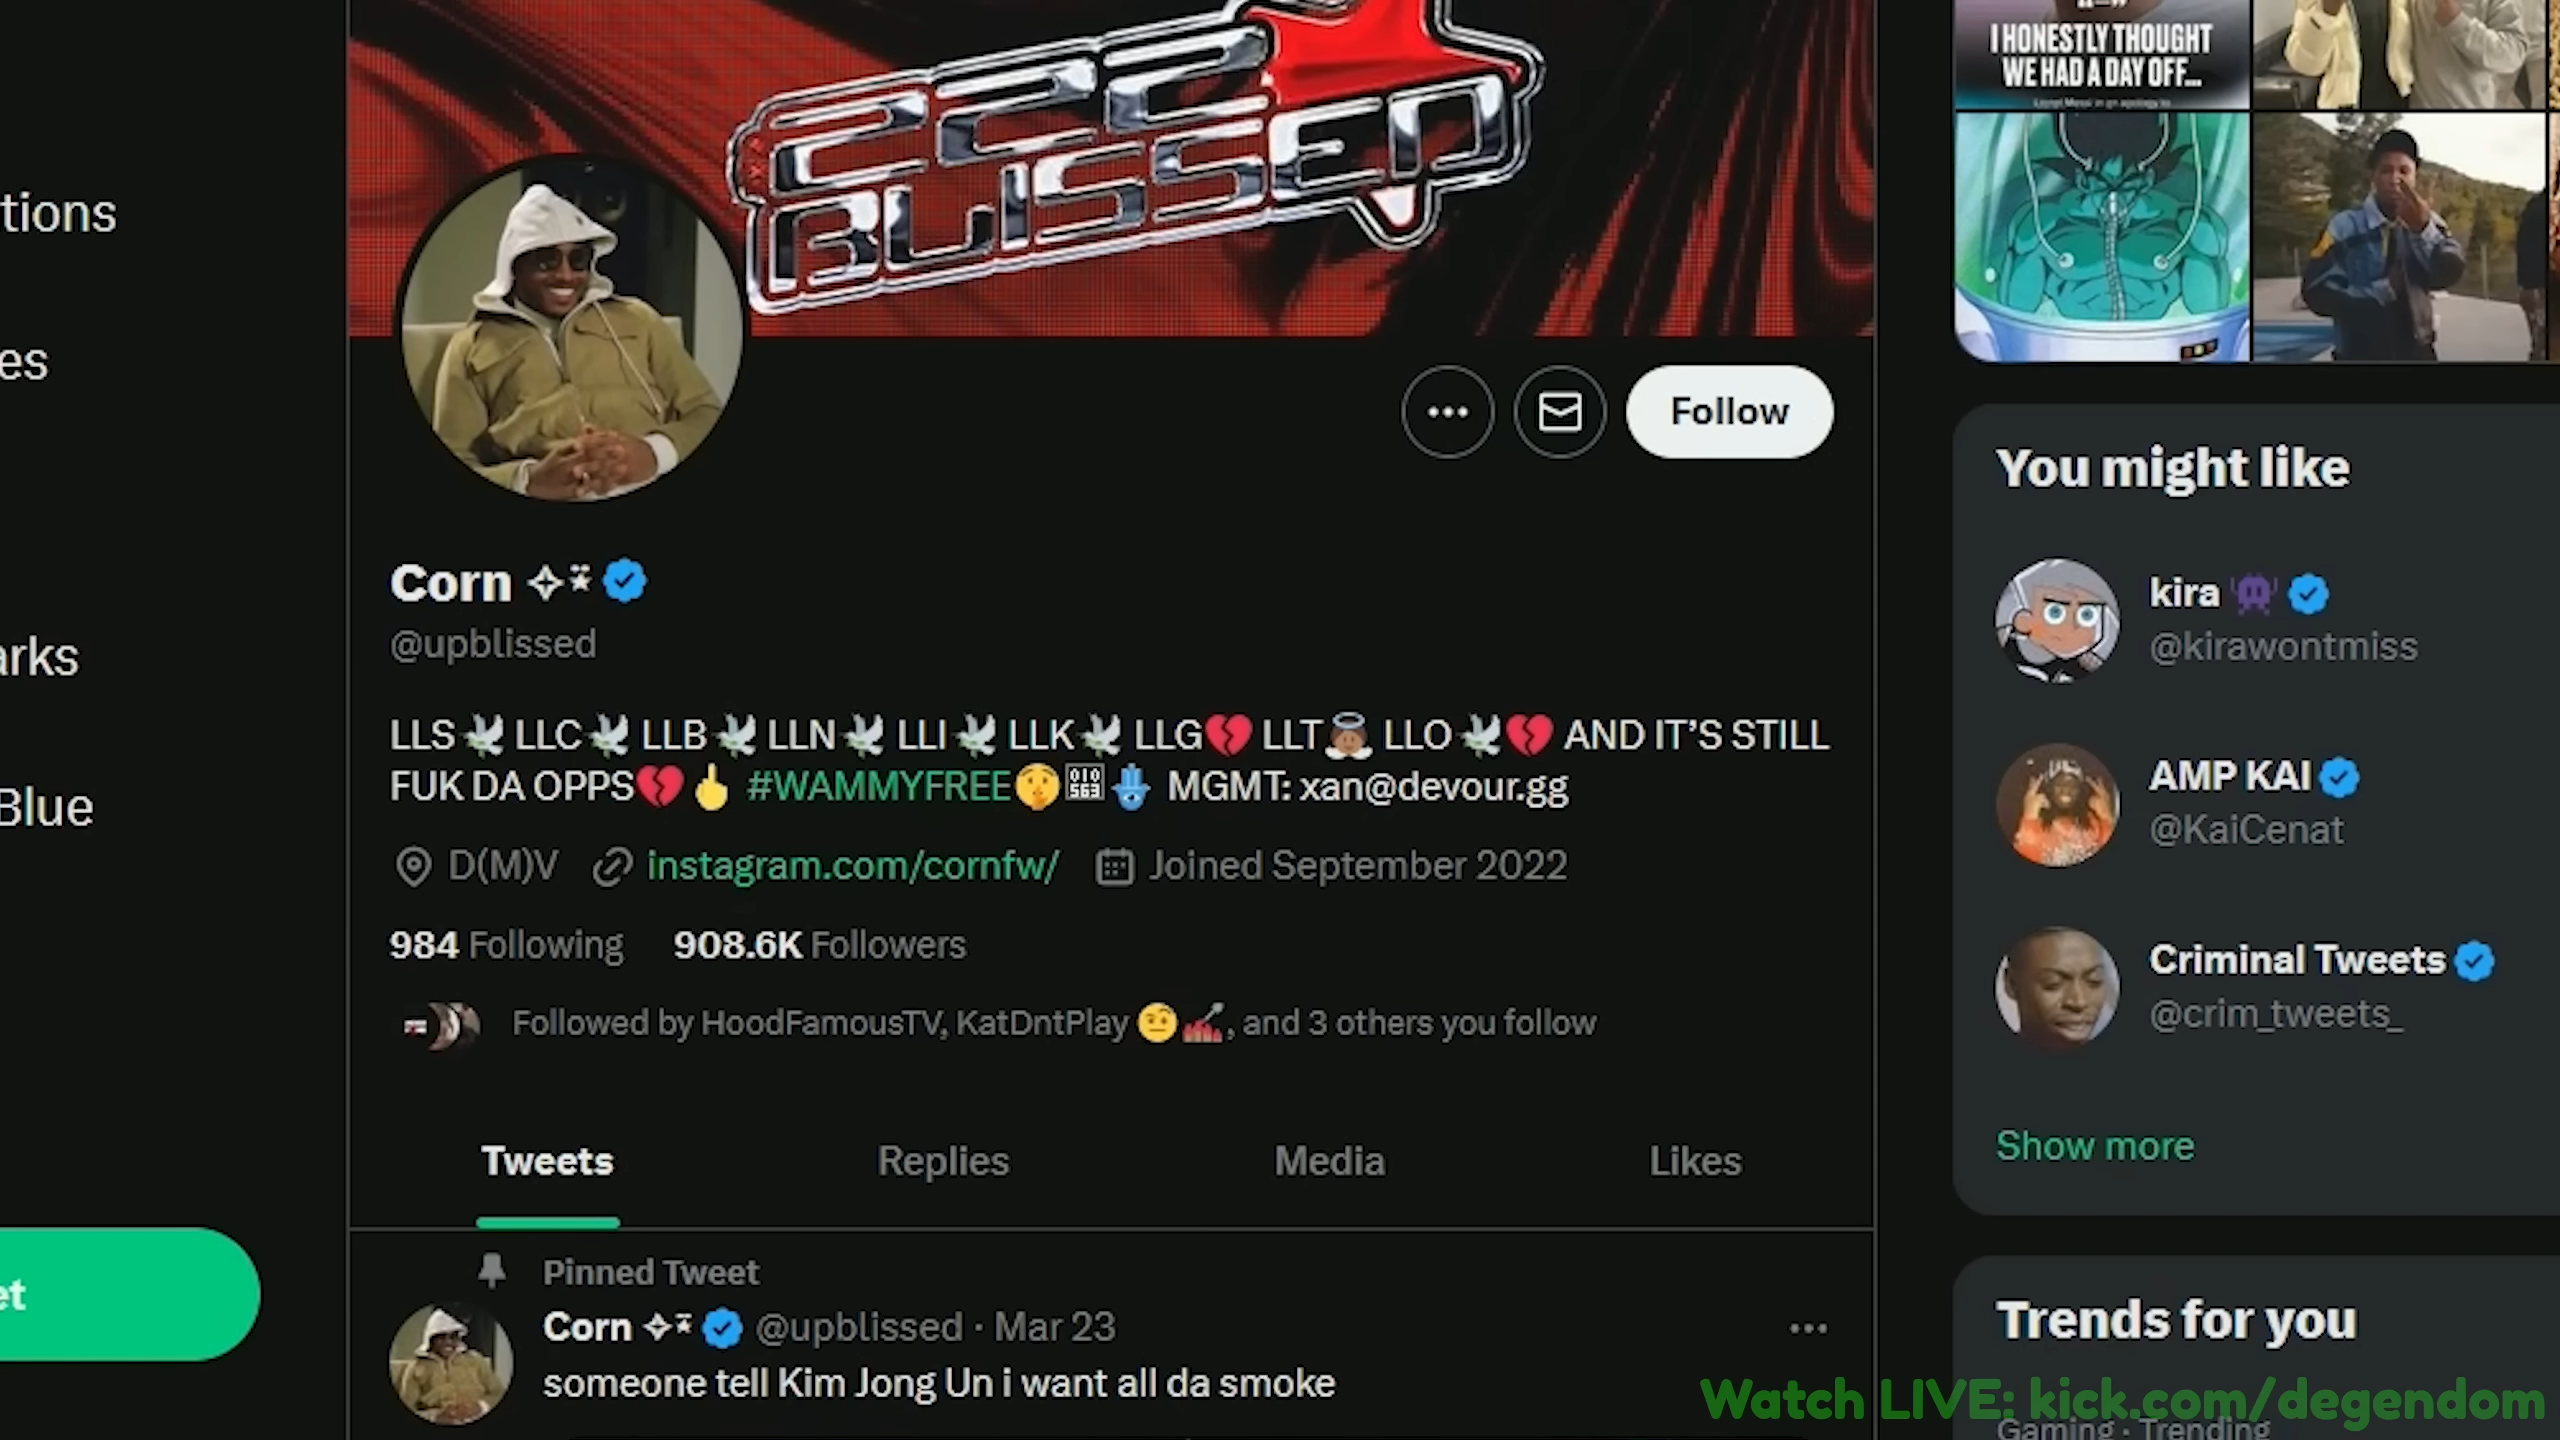 222
BLISSED
I HONESTLY THOUGHT
WE HAD A DAY OFF...
tions
es
arks
Blue
et
Follow
Corn ✧⍣ 
@upblissed
LLS🕊️ LLC🕊️ LLB🕊️ LLN🕊️ LLI🕊️ LLK🕊️ LLG💔 LLT👼🏾 LLO🕊️💔 AND IT’S STILL
FUK DA OPPS💔🖕 #WAMMYFREE🤫🔢🪬 MGMT: xan@devour.gg
D(M)V instagram.com/cornfw/ Joined September 2022
984 Following 908.6K Followers
Followed by HoodFamousTV, KatDntPlay 🤨, and 3 others you follow
Tweets Replies Media Likes
Pinned Tweet
Corn ✧⍣ @upblissed · Mar 23
someone tell Kim Jong Un i want all da smoke
You might like
kira 👾
@kirawontmiss
AMP KAI
@KaiCenat
Criminal Tweets
@crim_tweets_
Show more
Trends for you
Gaming · Trending
Watch LIVE: kick.com/degendom